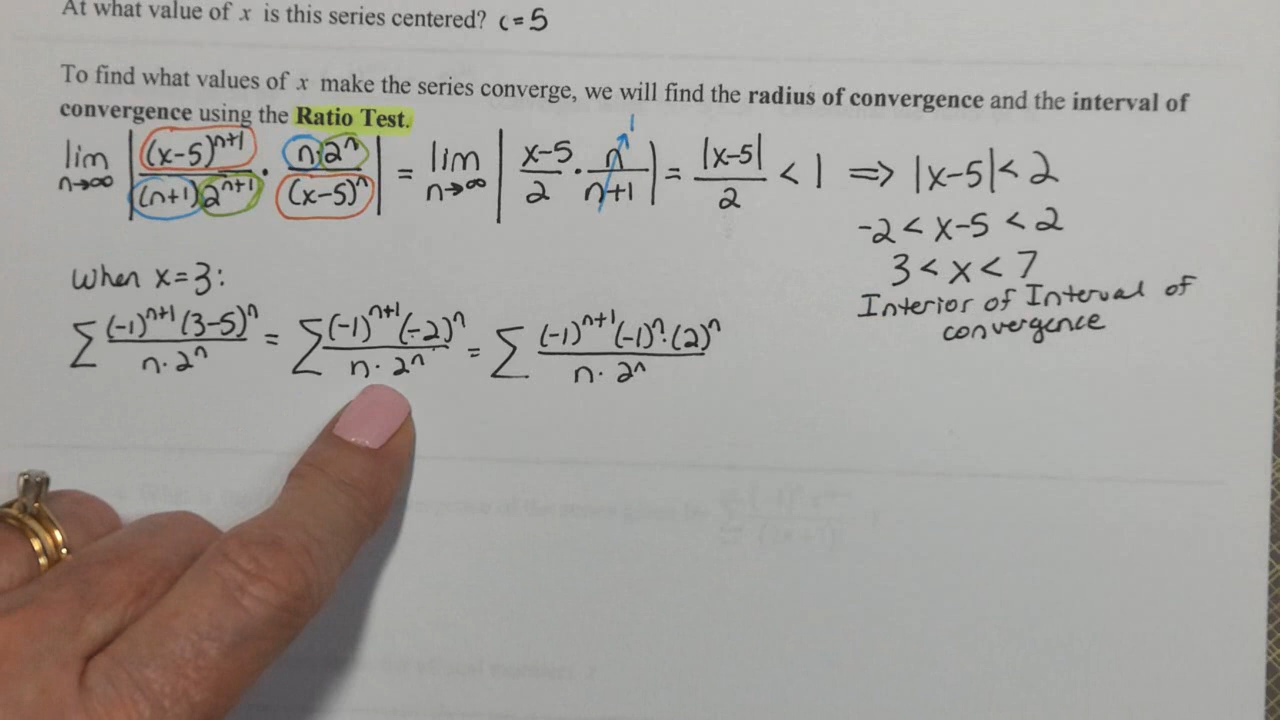 At what value of x is this series centered? c=5
To find what values of x make the series converge, we will find the radius of convergence and the interval of
convergence using the Ratio Test.
lim n→∞ | (x-5)^{n+1} / (n+1) 2^{n+1} · n·2^n / (x-5)^n | = lim n→∞ | x-5 / 2 · n / n+1 | = |x-5| / 2 < 1 ⇒ |x-5| < 2
1
-2 < x-5 < 2
3 < x < 7
Interior of Interval of
convergence
When x=3:
∑ (-1)^{n+1} (3-5)^n / n·2^n = ∑ (-1)^{n+1} (-2)^n / n·2^n = ∑ (-1)^{n+1} (-1)^n·(2)^n / n·2^n